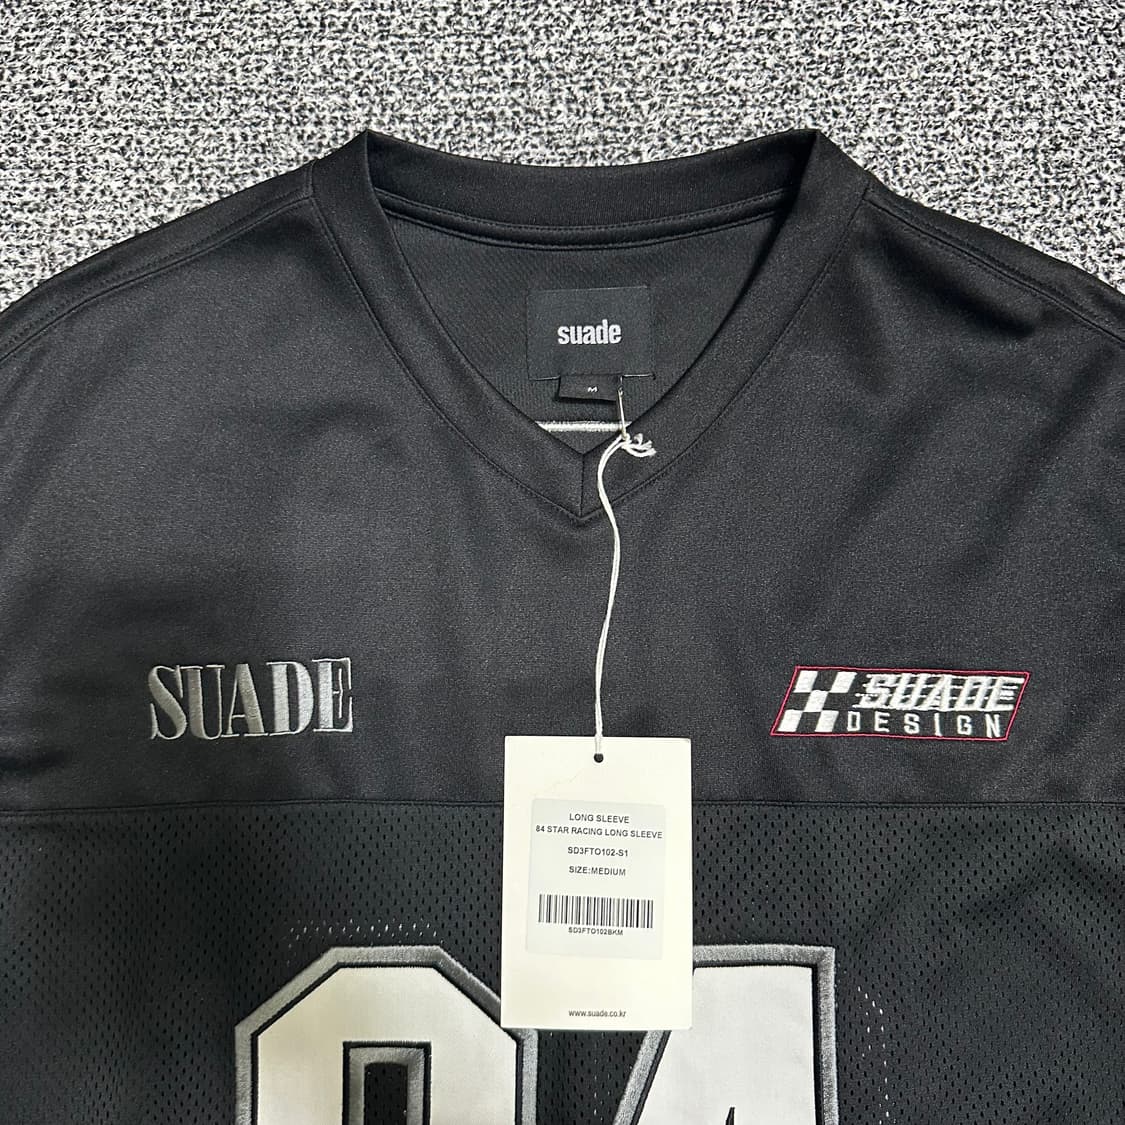 suade
M
SUADE
SUADE
DESIGN
LONG SLEEVE
84 STAR RACING LONG SLEEVE
SD3FTO102-S1
SIZE:MEDIUM
SD3FTO102BKM
www.suade.co.kr
84